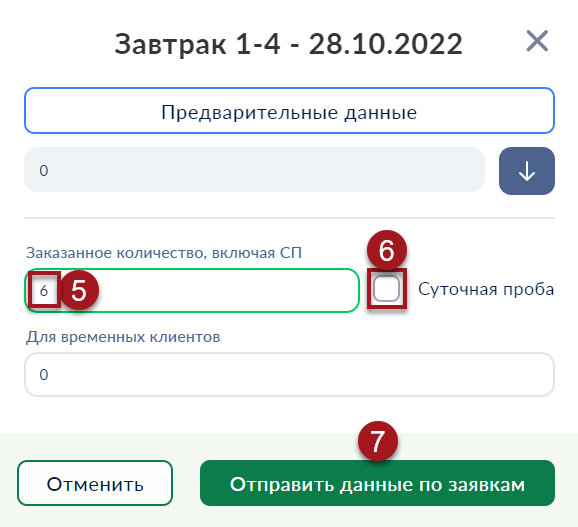 Завтрак 1-4 - 28.10.2022
Предварительные данные
0
Заказанное количество, включая СП
6
5
6
Суточная проба
Для временных клиентов
0
7
Отменить
Отправить данные по заявкам